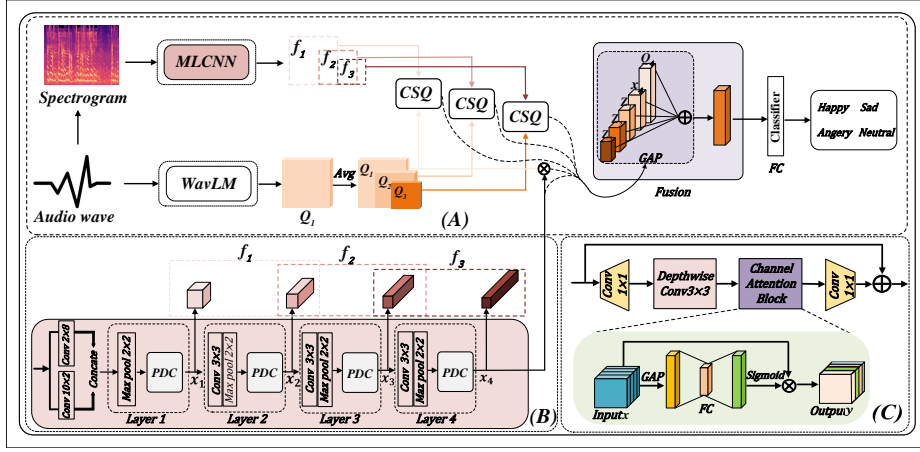 MLCNN
Spectrogram
Audio wave
WavLM
f1
f2
f3
CSQ
CSQ
CSQ
Avg
Q1
Q1
Q2
Q3
(A)
Q
x
Z
Z
GAP
Fusion
Classifier
FC
Happy Sad
Angery Neutral
f1
f2
f3
Conv 2×8
Conv 10×2
Concate
Max pool 2×2
PDC
x1
Layer 1
Conv 3×3
Max pool 2×2
PDC
x2
Layer 2
Conv 3×3
Max pool 2×2
PDC
x3
Layer 3
Conv 3×3
Max pool 2×2
PDC
x4
Layer 4
(B)
Conv
1×1
Depthwise
Conv3×3
Channel
Attention
Block
Conv
1×1
GAP
Sigmoid
FC
Inputx
Outputy
(C)